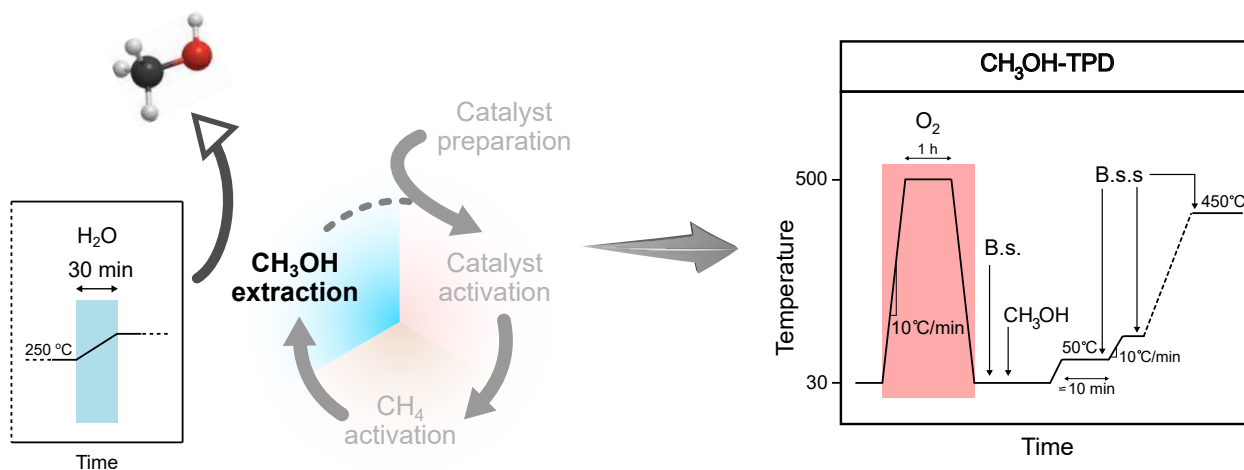 H₂O
30 min
250 °C
Time
Catalyst
preparation
CH₃OH
extraction
Catalyst
activation
CH₄
activation
CH₃OH-TPD
O₂
1 h
B.s.s
500
450℃
B.s.
CH₃OH
10℃/min
50℃
10℃/min
≤ 10 min
30
Temperature
Time